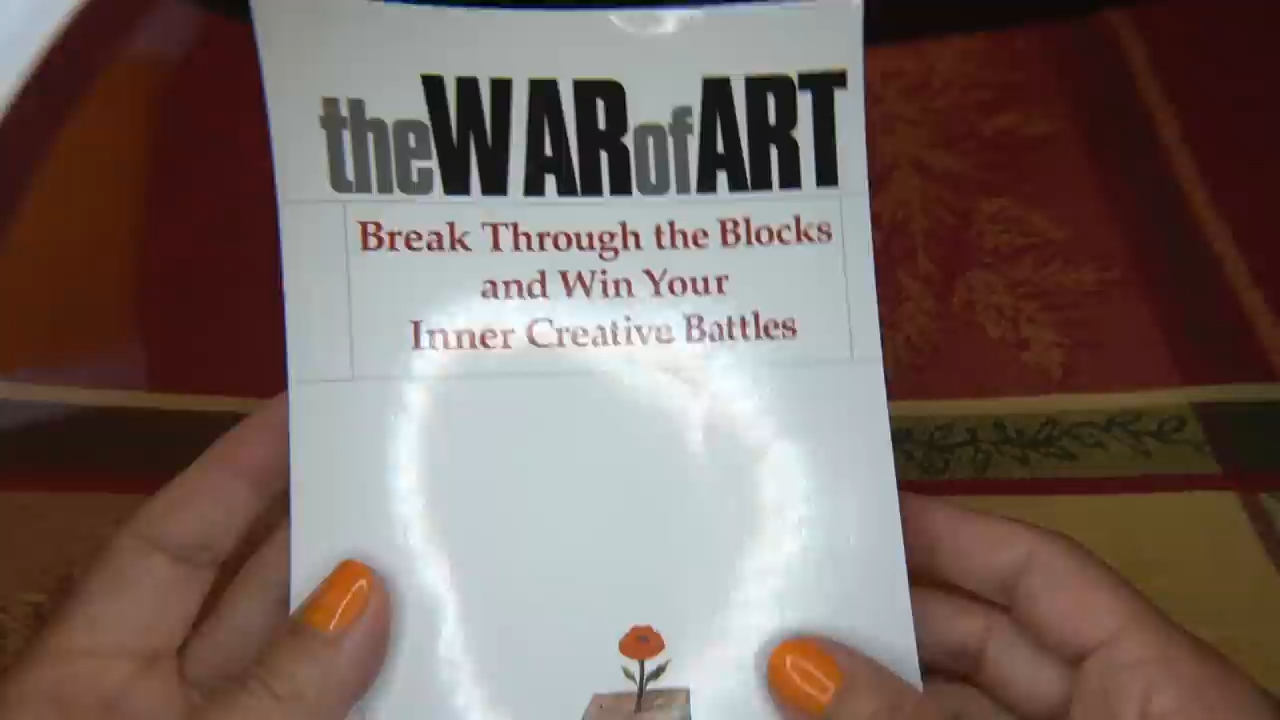 theWARofART
Break Through the Blocks
and Win Your
Inner Creative Battles